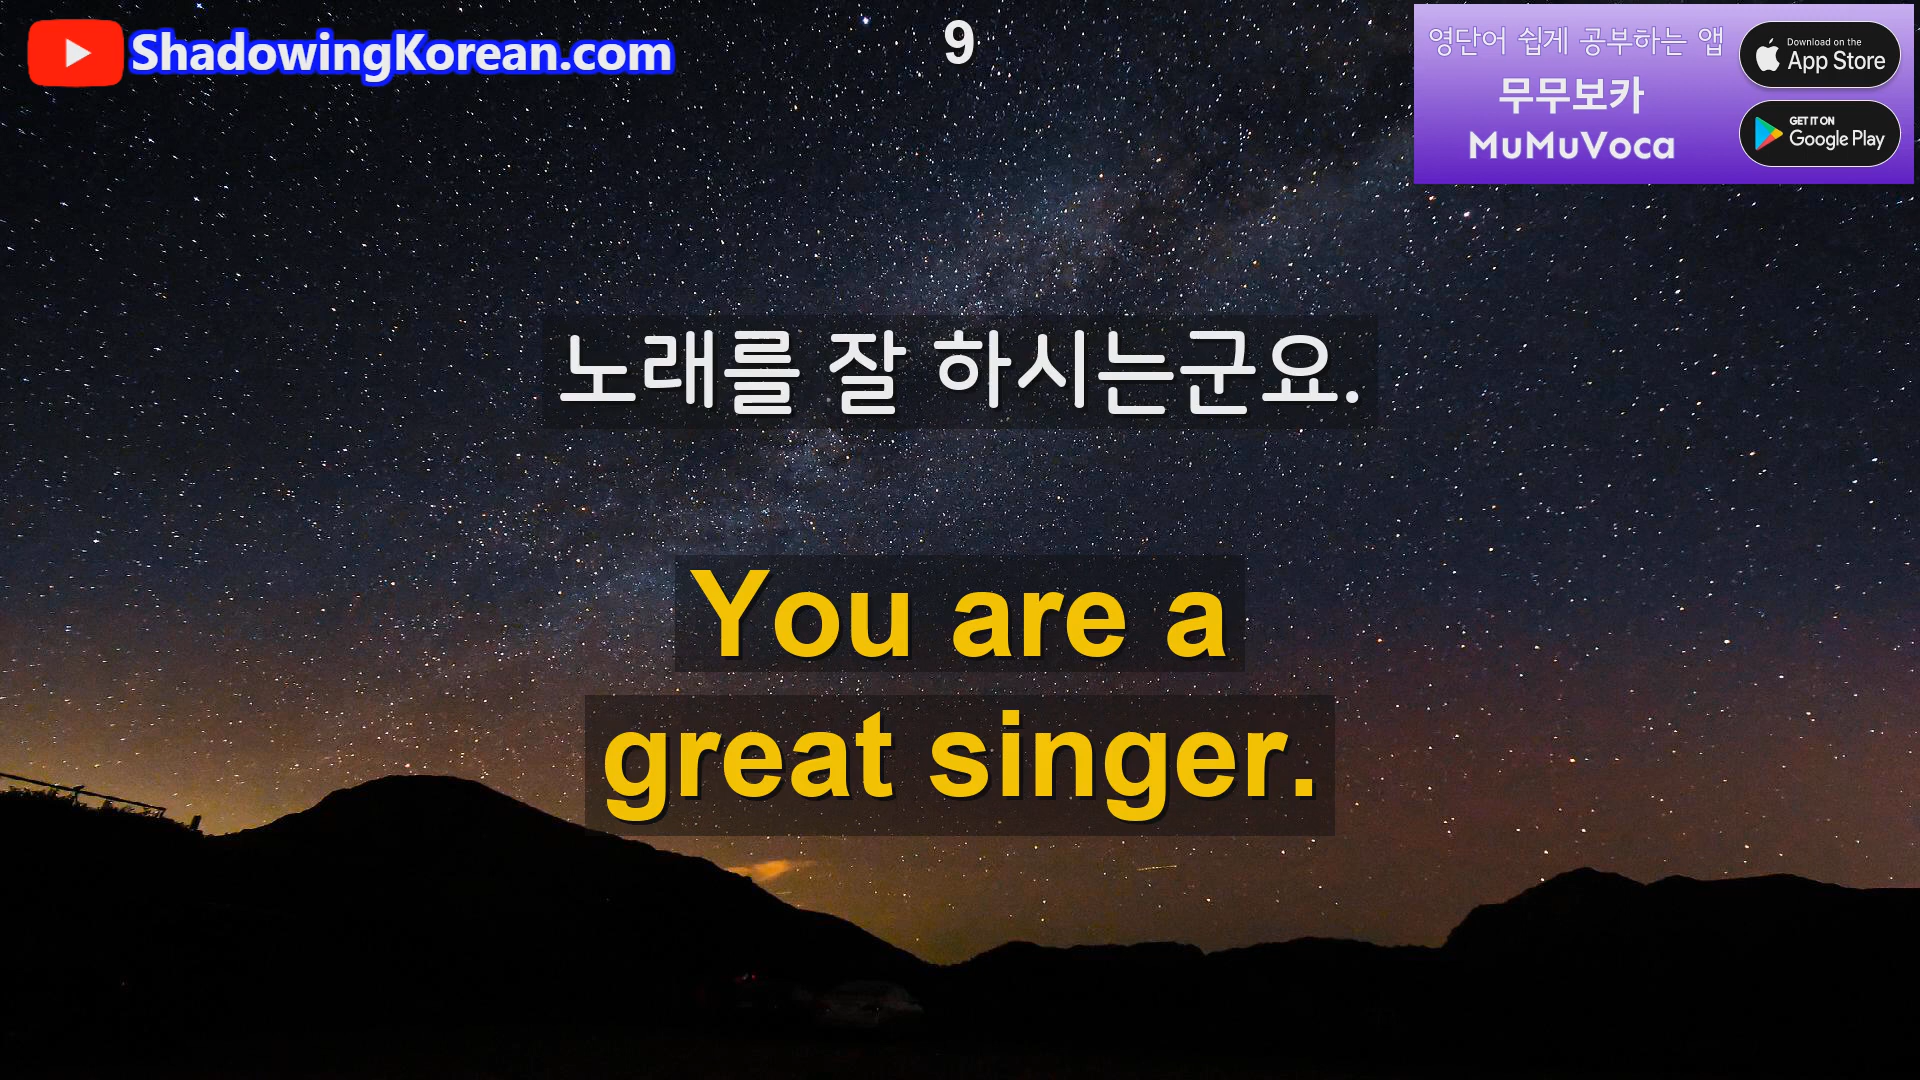 ShadowingKorean.com
9
영단어 쉽게 공부하는 앱
무무보카
MuMuVoca
Download on the
App Store
GET IT ON
Google Play
노래를 잘 하시는군요.
You are a
great singer.